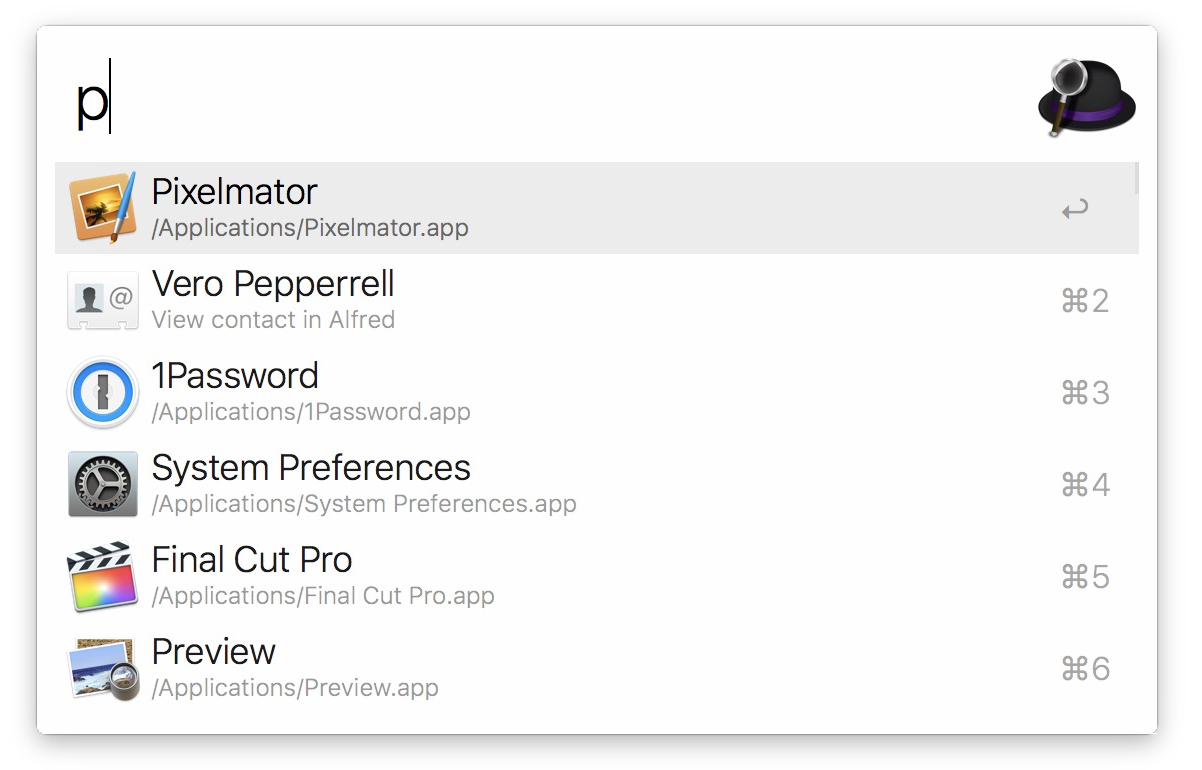 p
Pixelmator
/Applications/Pixelmator.app
↩
Vero Pepperrell
View contact in Alfred
⌘2
1Password
/Applications/1Password.app
⌘3
System Preferences
/Applications/System Preferences.app
⌘4
Final Cut Pro
/Applications/Final Cut Pro.app
⌘5
Preview
/Applications/Preview.app
⌘6